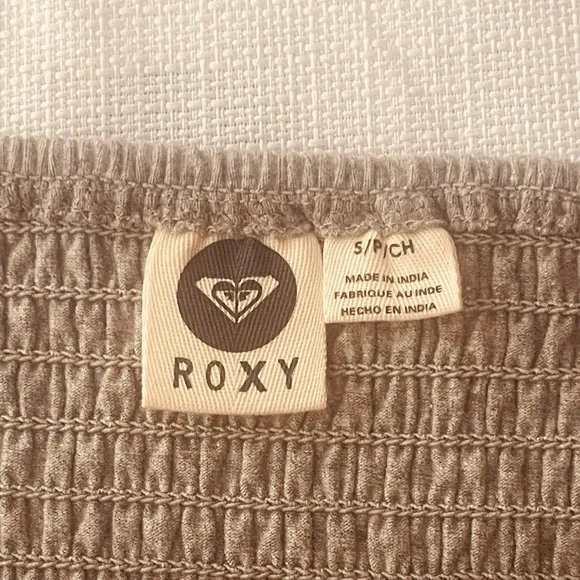 ROXY
S/P/CH
MADE IN INDIA
FABRIQUE AU INDE
HECHO EN INDIA